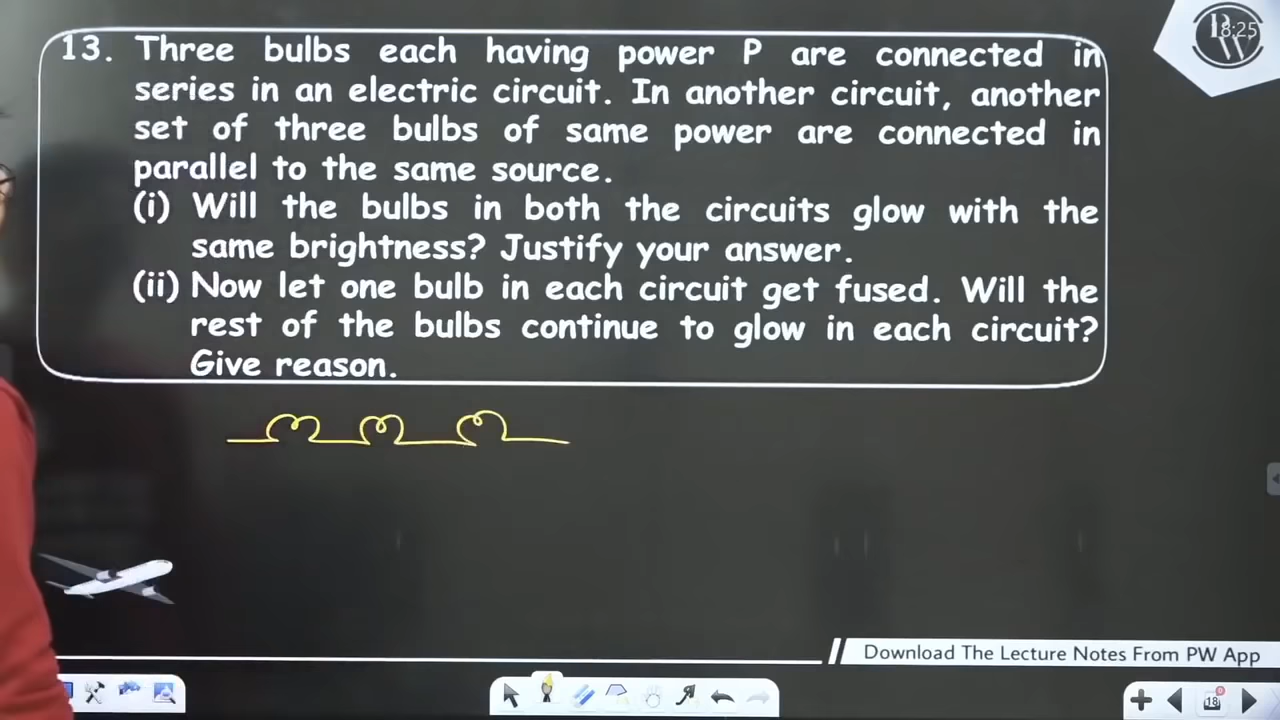 13. Three bulbs each having power P are connected in
series in an electric circuit. In another circuit, another
set of three bulbs of same power are connected in
parallel to the same source.
(i) Will the bulbs in both the circuits glow with the
same brightness? Justify your answer.
(ii) Now let one bulb in each circuit get fused. Will the
rest of the bulbs continue to glow in each circuit?
Give reason.
18:25
Download The Lecture Notes From PW App
18